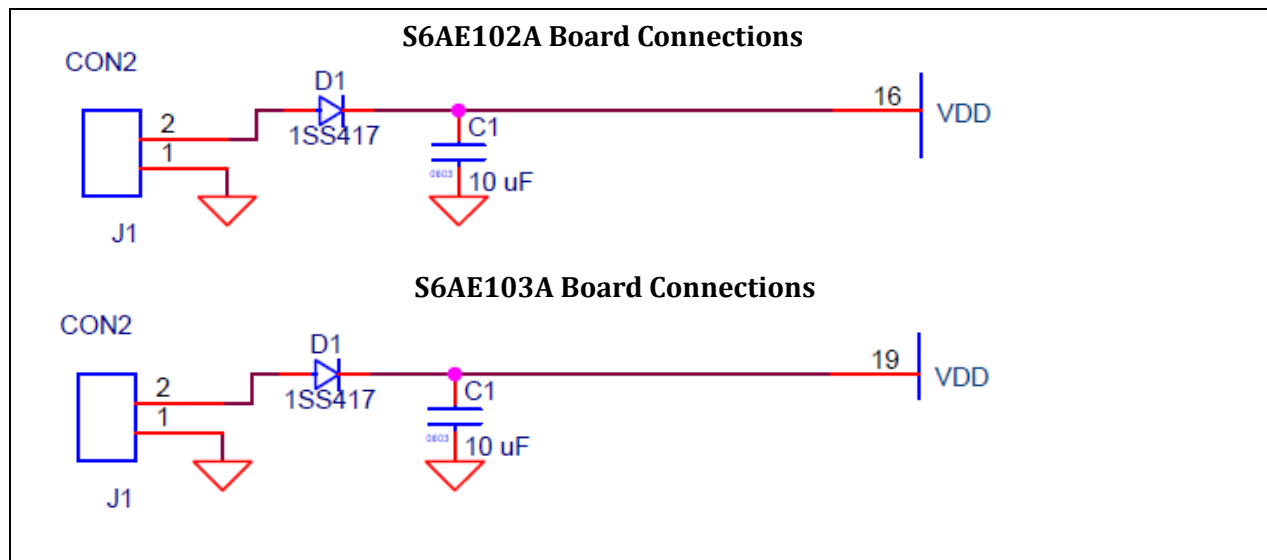 S6AE102A Board Connections
CON2
D1
16
VDD
2
1SS417
C1
1
0603
10 uF
J1
S6AE103A Board Connections
CON2
D1
19
VDD
2
1SS417
C1
1
0603
10 uF
J1